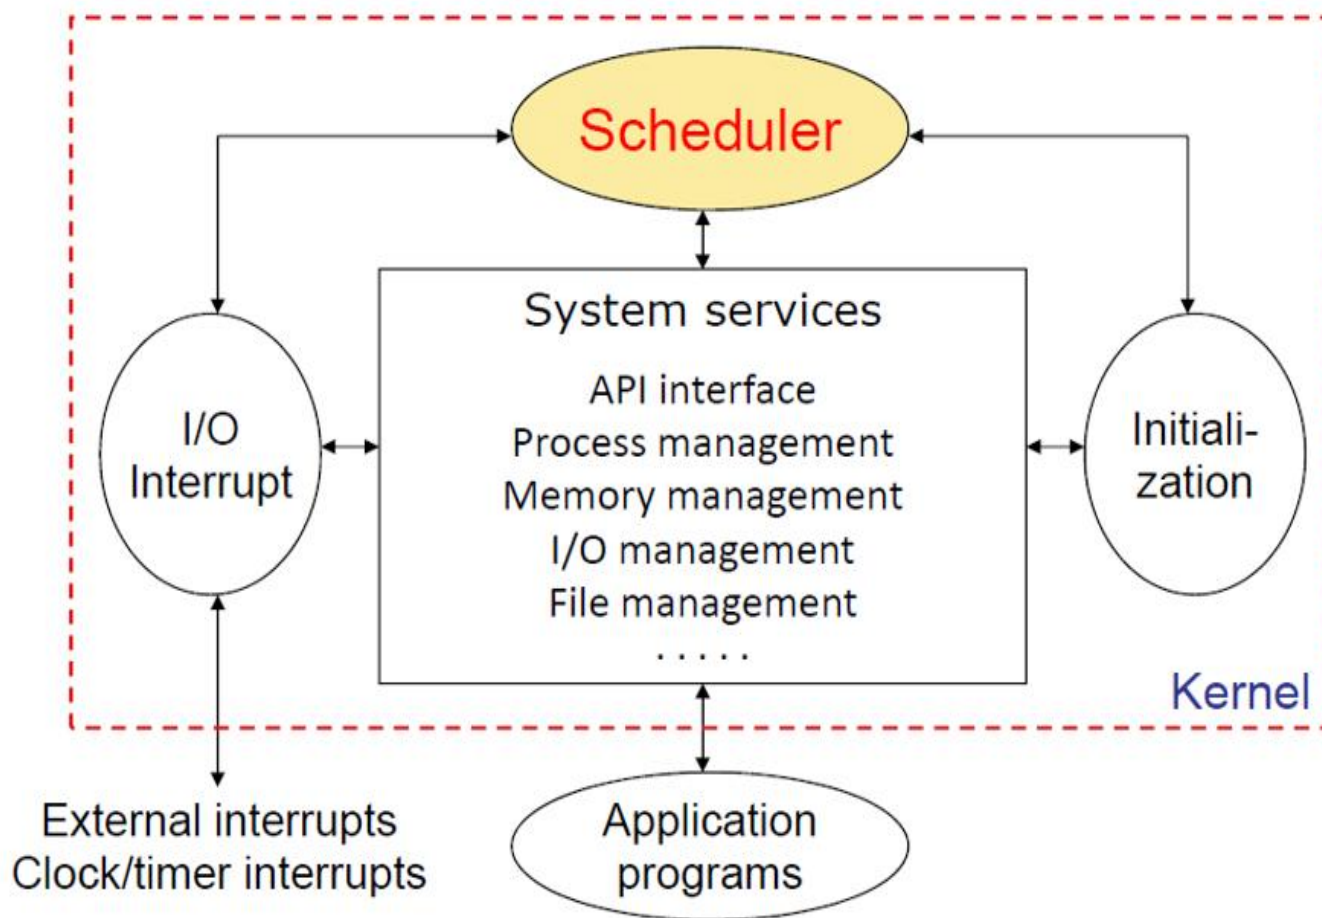 Scheduler
System services
API interface
Process management
Memory management
I/O management
File management
. . . . .
I/O
Interrupt
Initiali-
zation
Kernel
External interrupts
Clock/timer interrupts
Application
programs